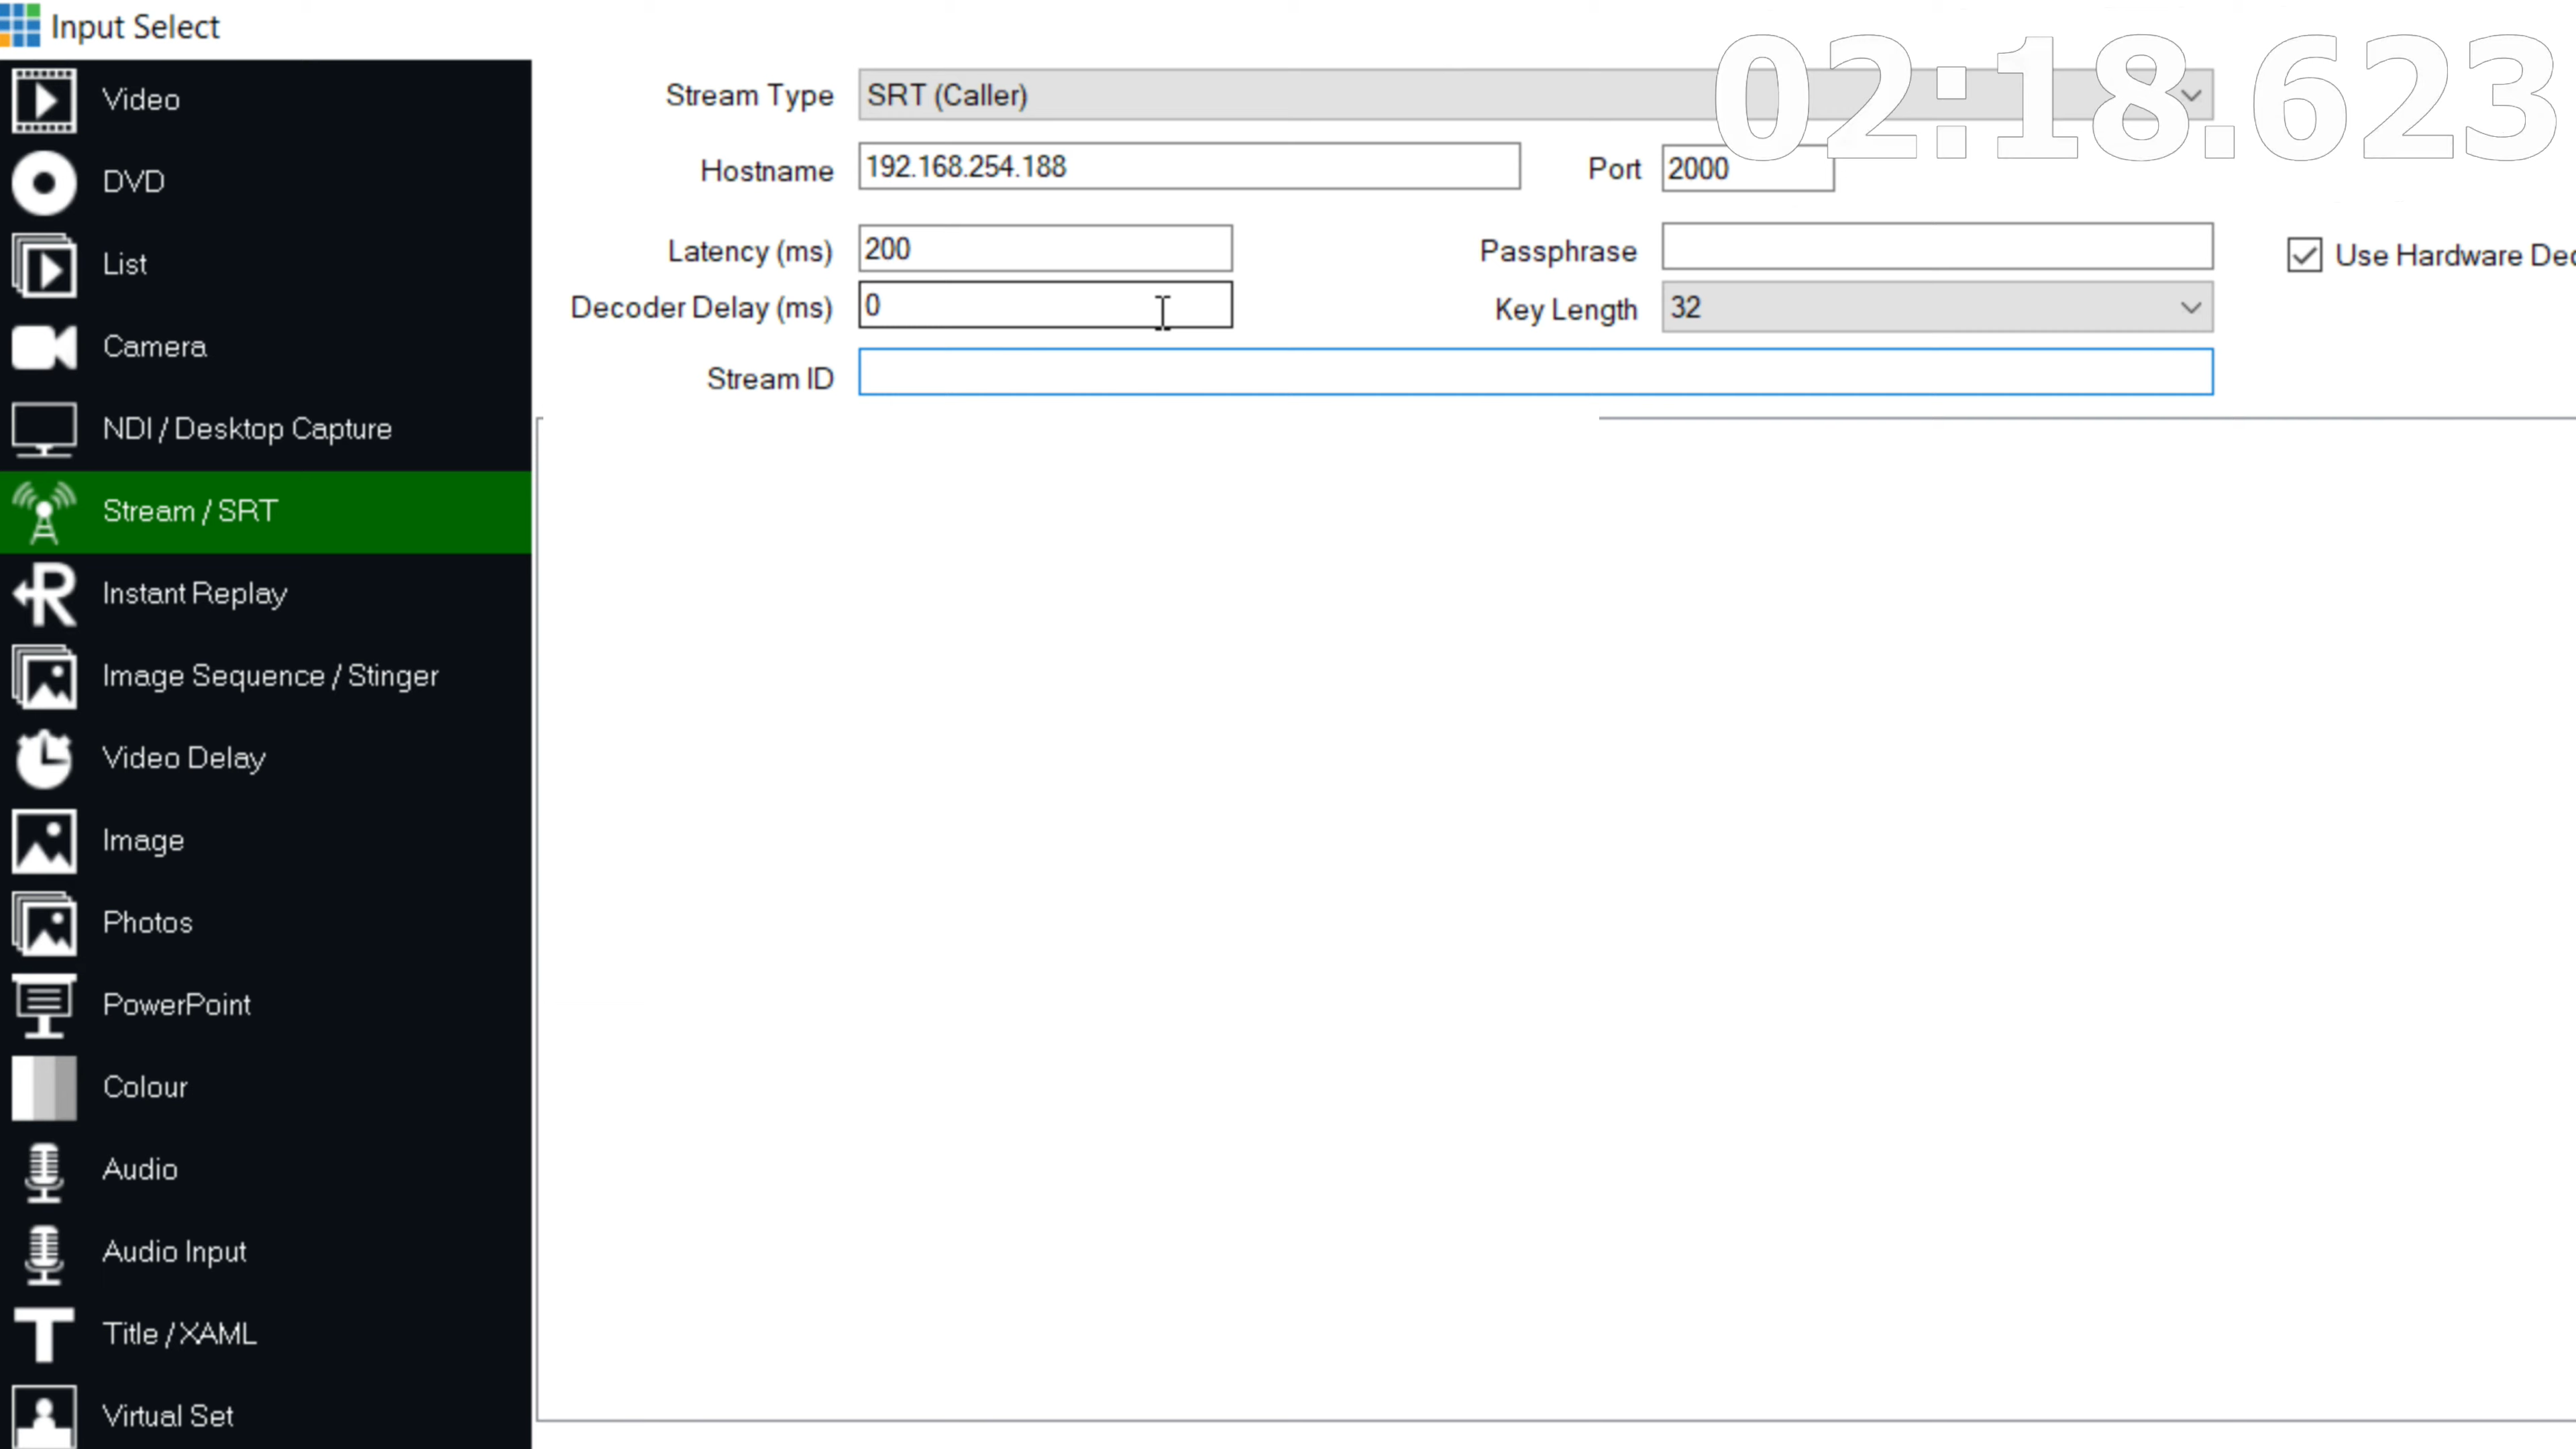 Input Select
02:18.623
Video
DVD
List
Camera
NDI / Desktop Capture
Stream / SRT
Instant Replay
Image Sequence / Stinger
Video Delay
Image
Photos
PowerPoint
Colour
Audio
Audio Input
Title / XAML
Virtual Set
Stream Type SRT (Caller)
Hostname 192.168.254.188 Port 2000
Latency (ms) 200 Passphrase Use Hardware Dec
Decoder Delay (ms) 0 Key Length 32
Stream ID